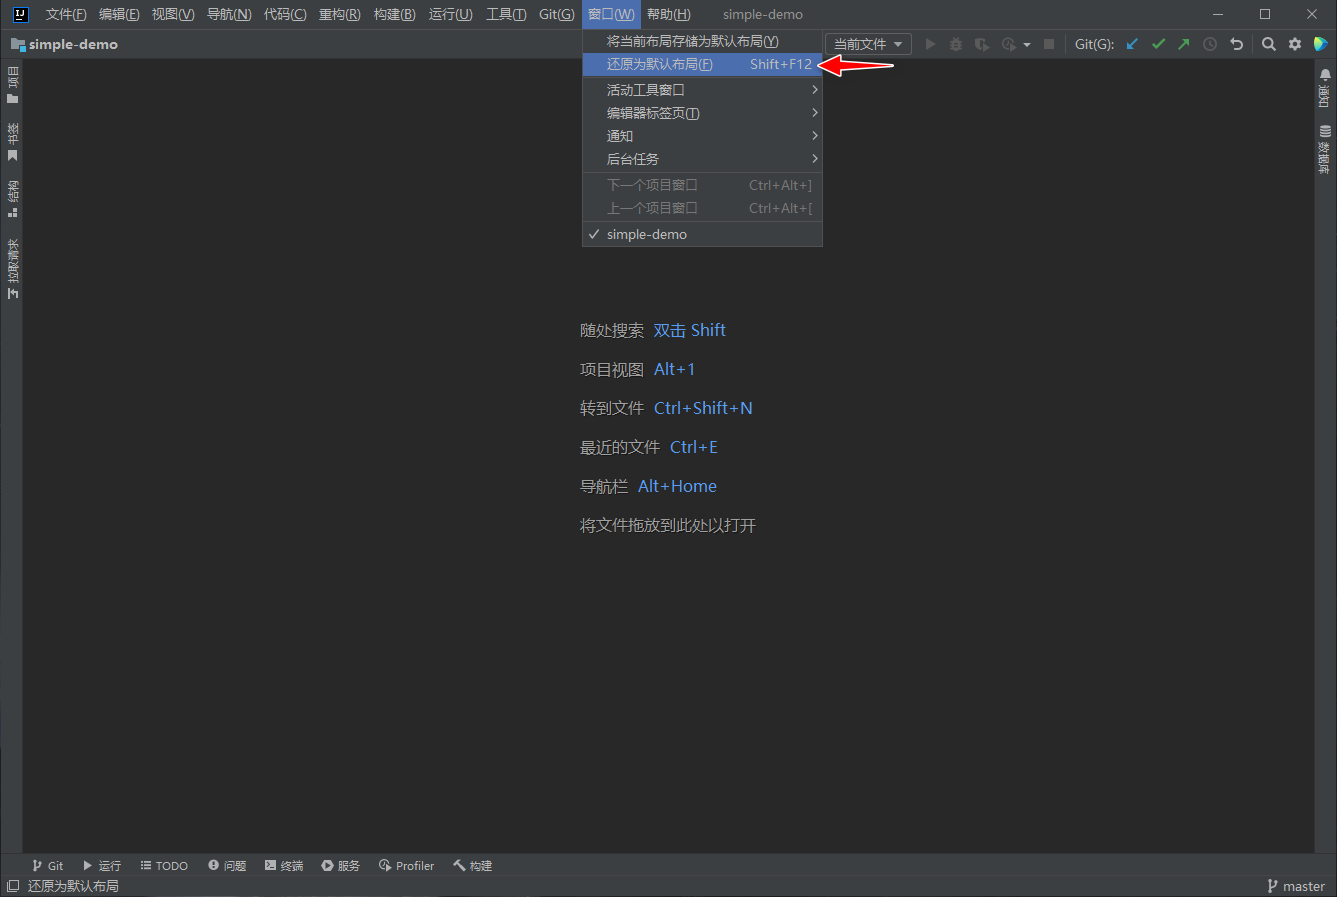 IJ 文件(F) 编辑(E) 视图(V) 导航(N) 代码(C) 重构(R) 构建(B) 运行(U) 工具(T) Git(G) 窗口(W) 帮助(H) simple-demo
simple-demo
当前文件
Git(G):
将当前布局存储为默认布局(Y)
还原为默认布局(F) Shift+F12
活动工具窗口
编辑器标签页(T)
通知
后台任务
下一个项目窗口 Ctrl+Alt+]
上一个项目窗口 Ctrl+Alt+[
simple-demo
项目
书签
结构
拉取请求
通知
数据库
随处搜索 双击 Shift
项目视图 Alt+1
转到文件 Ctrl+Shift+N
最近的文件 Ctrl+E
导航栏 Alt+Home
将文件拖放到此处以打开
Git 运行 TODO 问题 终端 服务 Profiler 构建
还原为默认布局 master